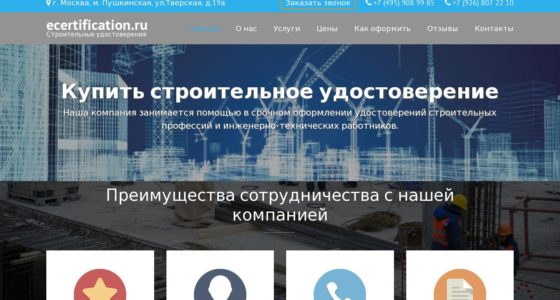 г. Москва, м. Пушкинская, ул.Тверская, д.19а
Заказать звонок
+7 (495) 908 99 85
+7 (926) 807 22 10
ecertification.ru
Строительные удостоверения
Главная
О нас
Услуги
Цены
Как оформить
Отзывы
Контакты
Купить строительное удостоверение
Наша компания занимается помощью в срочном оформлении удостоверений строительных
профессий и инженерно-технических работников.
Преимущества сотрудничества с нашей
компанией